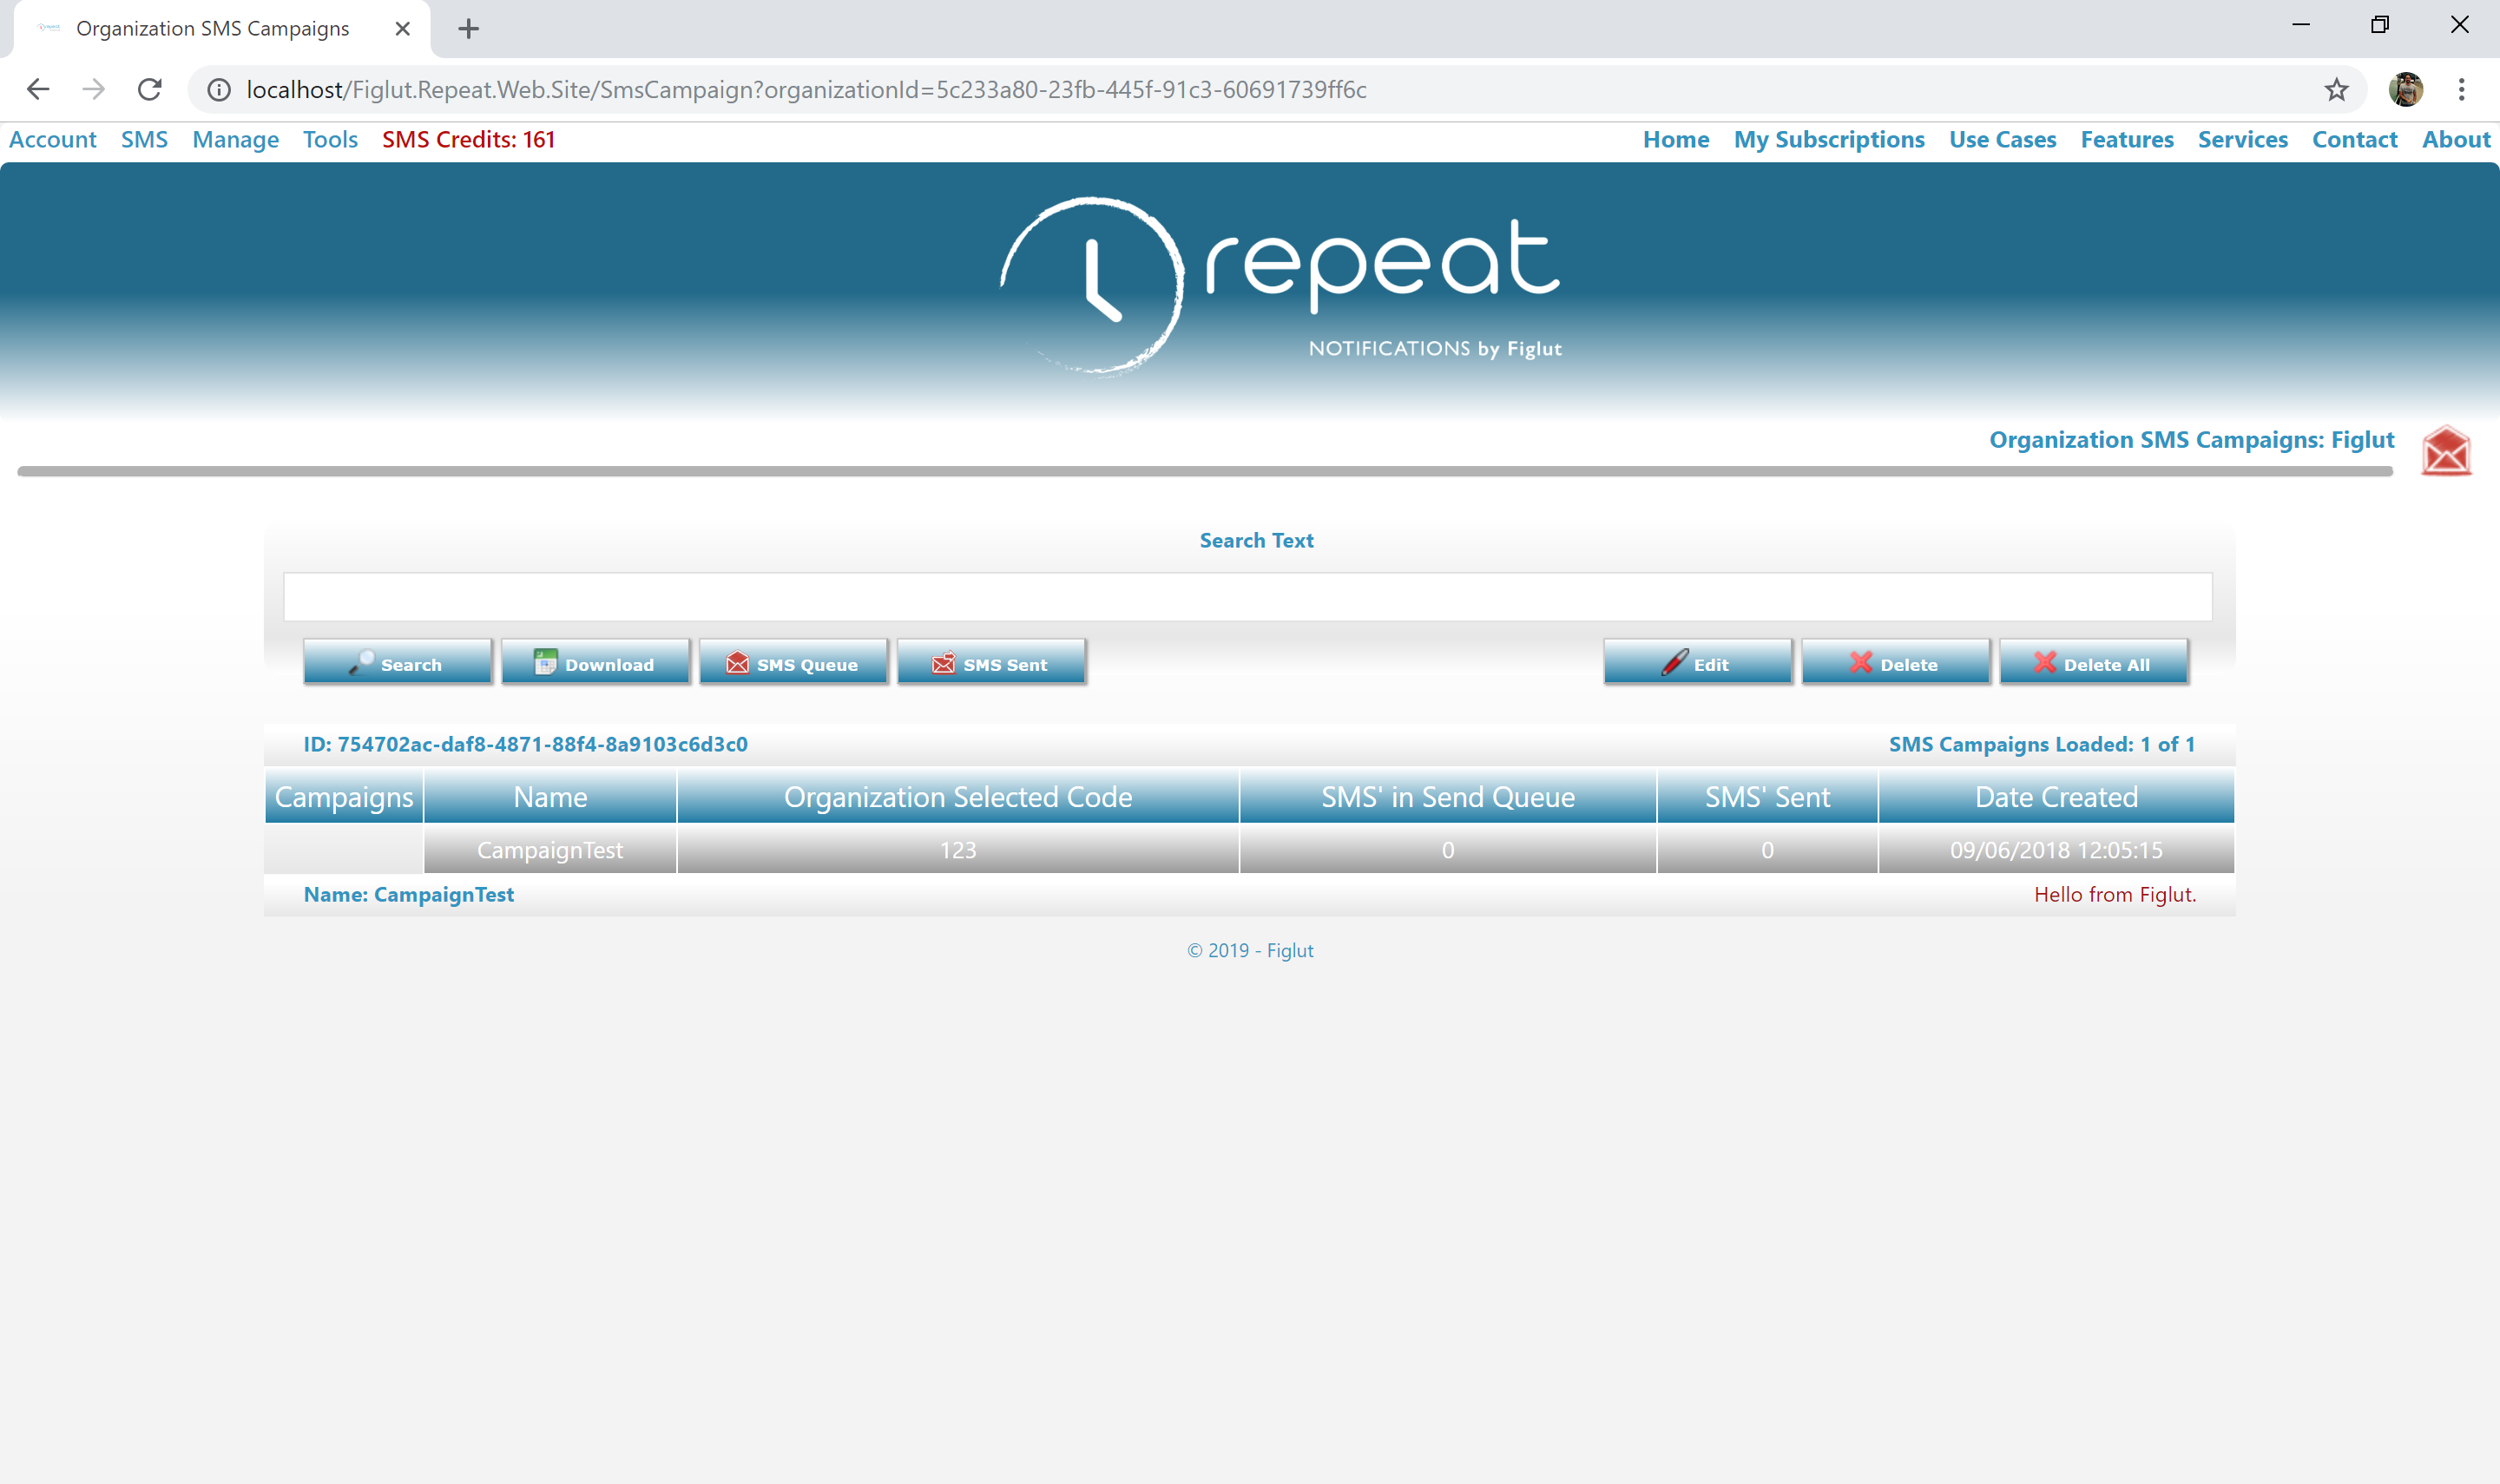 Organization SMS Campaigns
localhost/Figlut.Repeat.Web.Site/SmsCampaign?organizationId=5c233a80-23fb-445f-91c3-60691739ff6c
Account SMS Manage Tools SMS Credits: 161 Home My Subscriptions Use Cases Features Services Contact About
repeat
NOTIFICATIONS by Figlut
Organization SMS Campaigns: Figlut
Search Text
Search Download SMS Queue SMS Sent Edit Delete Delete All
ID: 754702ac-daf8-4871-88f4-8a9103c6d3c0 SMS Campaigns Loaded: 1 of 1
Campaigns Name Organization Selected Code SMS' in Send Queue SMS' Sent Date Created
CampaignTest 123 0 0 09/06/2018 12:05:15
Name: CampaignTest Hello from Figlut.
© 2019 - Figlut